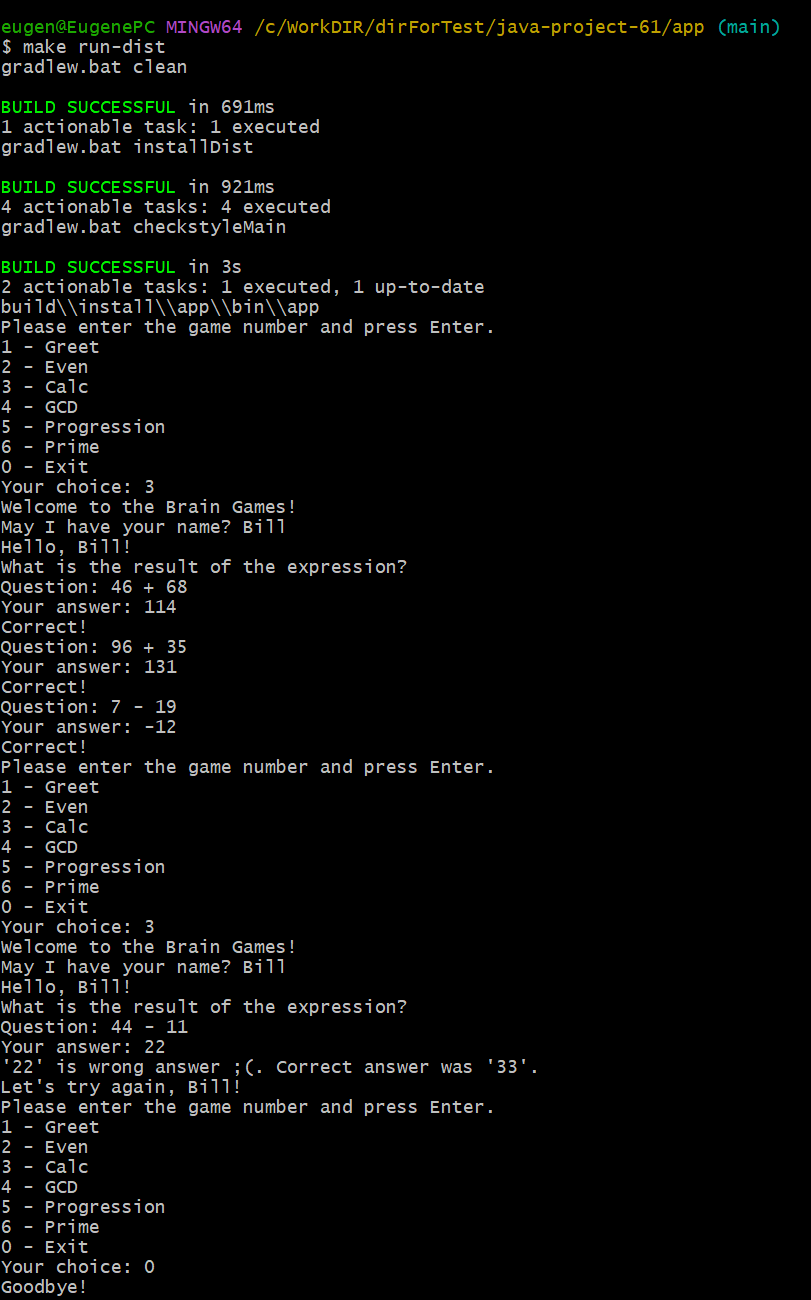 eugen@EugenePC MINGW64 /c/WorkDIR/dirForTest/java-project-61/app (main)
$ make run-dist
gradlew.bat clean
BUILD SUCCESSFUL in 691ms
1 actionable task: 1 executed
gradlew.bat installDist
BUILD SUCCESSFUL in 921ms
4 actionable tasks: 4 executed
gradlew.bat checkstyleMain
BUILD SUCCESSFUL in 3s
2 actionable tasks: 1 executed, 1 up-to-date
build\\install\\app\\bin\\app
Please enter the game number and press Enter.
1 - Greet
2 - Even
3 - Calc
4 - GCD
5 - Progression
6 - Prime
0 - Exit
Your choice: 3
Welcome to the Brain Games!
May I have your name? Bill
Hello, Bill!
What is the result of the expression?
Question: 46 + 68
Your answer: 114
Correct!
Question: 96 + 35
Your answer: 131
Correct!
Question: 7 - 19
Your answer: -12
Correct!
Please enter the game number and press Enter.
1 - Greet
2 - Even
3 - Calc
4 - GCD
5 - Progression
6 - Prime
0 - Exit
Your choice: 3
Welcome to the Brain Games!
May I have your name? Bill
Hello, Bill!
What is the result of the expression?
Question: 44 - 11
Your answer: 22
'22' is wrong answer ;(. Correct answer was '33'.
Let's try again, Bill!
Please enter the game number and press Enter.
1 - Greet
2 - Even
3 - Calc
4 - GCD
5 - Progression
6 - Prime
0 - Exit
Your choice: 0
Goodbye!